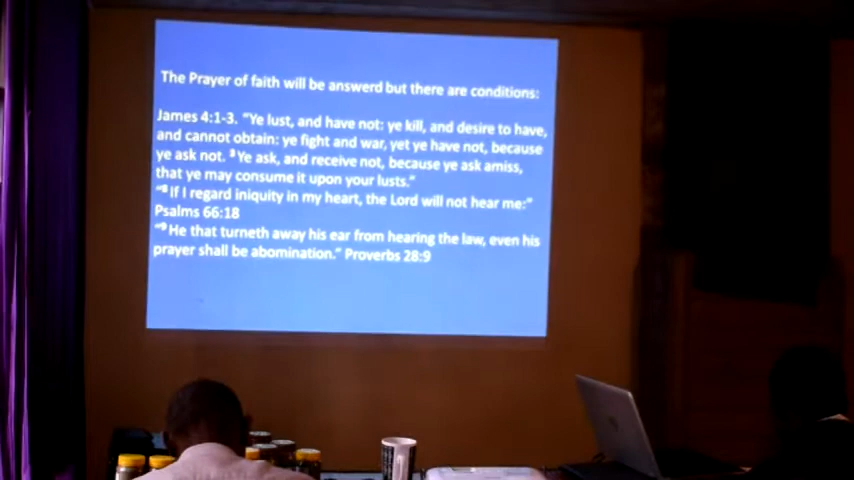 The Prayer of faith will be answerd but there are conditions:
James 4:1-3. "Ye lust, and have not: ye kill, and desire to have,
and cannot obtain: ye fight and war, yet ye have not, because
ye ask not. ³Ye ask, and receive not, because ye ask amiss,
that ye may consume it upon your lusts."
"⁸If I regard iniquity in my heart, the Lord will not hear me:"
Psalms 66:18
"⁹He that turneth away his ear from hearing the law, even his
prayer shall be abomination." Proverbs 28:9